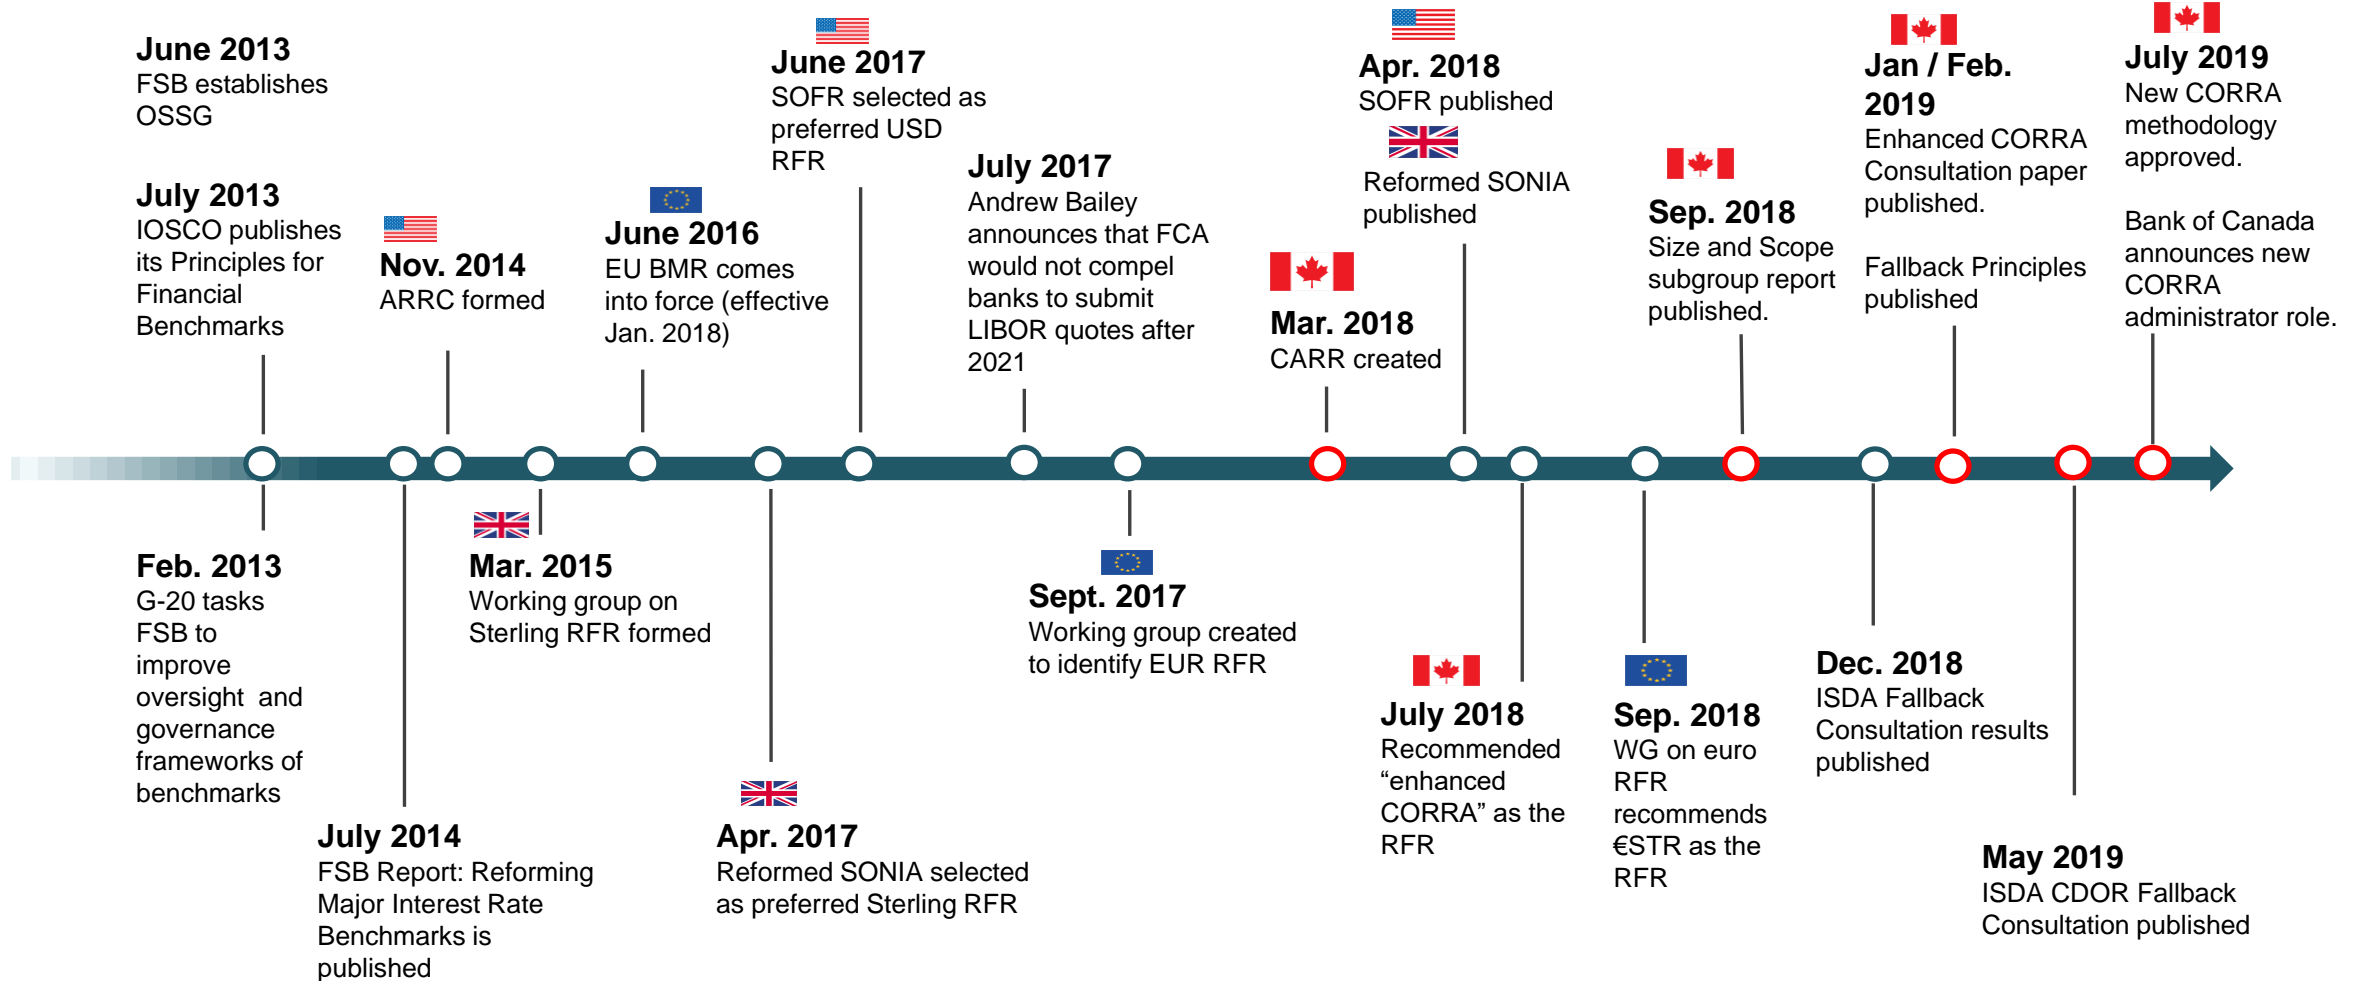 June 2013
FSB establishes
OSSG
July 2013
IOSCO publishes
its Principles for
Financial
Benchmarks
Nov. 2014
ARRC formed
June 2016
EU BMR comes
into force (effective
Jan. 2018)
June 2017
SOFR selected as
preferred USD
RFR
July 2017
Andrew Bailey
announces that FCA
would not compel
banks to submit
LIBOR quotes after
2021
Mar. 2018
CARR created
Apr. 2018
SOFR published
Reformed SONIA
published
Sep. 2018
Size and Scope
subgroup report
published.
Jan / Feb.
2019
Enhanced CORRA
Consultation paper
published.
Fallback Principles
published
July 2019
New CORRA
methodology
approved.
Bank of Canada
announces new
CORRA
administrator role.
Feb. 2013
G-20 tasks
FSB to
improve
oversight and
governance
frameworks of
benchmarks
July 2014
FSB Report: Reforming
Major Interest Rate
Benchmarks is
published
Mar. 2015
Working group on
Sterling RFR formed
Apr. 2017
Reformed SONIA selected
as preferred Sterling RFR
Sept. 2017
Working group created
to identify EUR RFR
July 2018
Recommended
“enhanced
CORRA” as the
RFR
Sep. 2018
WG on euro
RFR
recommends
€STR as the
RFR
Dec. 2018
ISDA Fallback
Consultation results
published
May 2019
ISDA CDOR Fallback
Consultation published